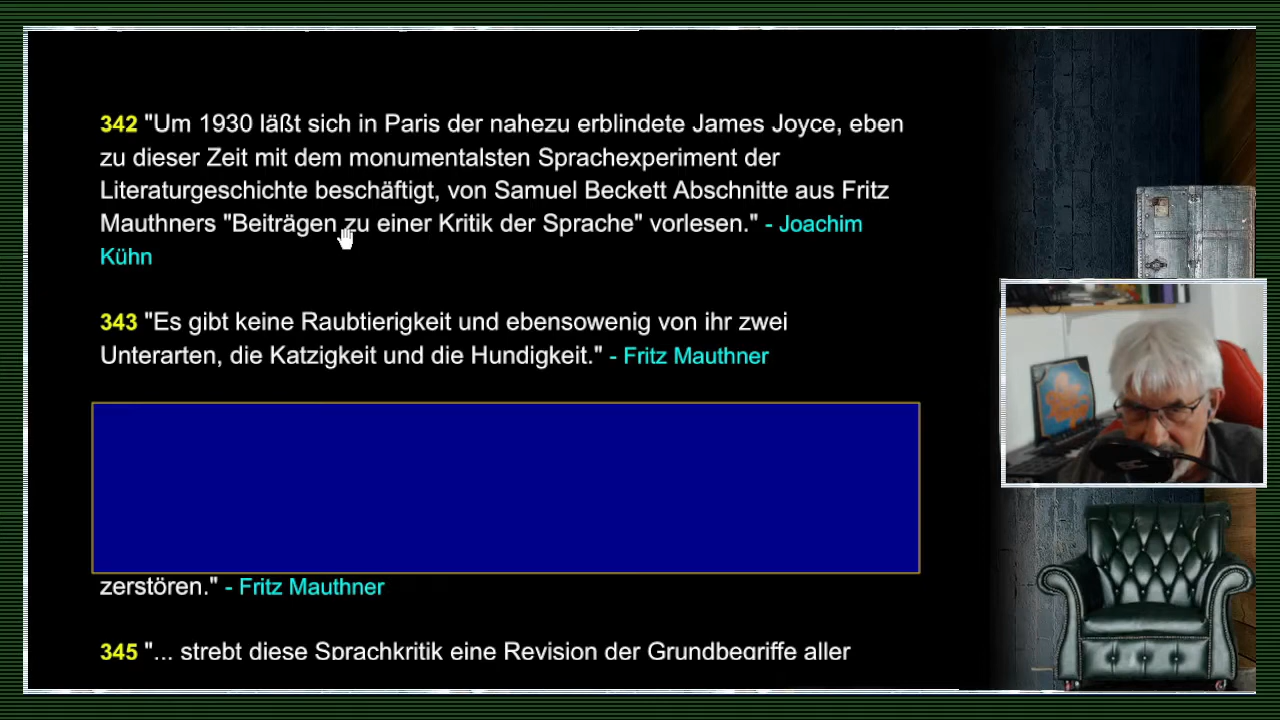 342 "Um 1930 läßt sich in Paris der nahezu erblindete James Joyce, eben
zu dieser Zeit mit dem monumentalsten Sprachexperiment der
Literaturgeschichte beschäftigt, von Samuel Beckett Abschnitte aus Fritz
Mauthners "Beiträgen zu einer Kritik der Sprache" vorlesen." - Joachim
Kühn
343 "Es gibt keine Raubtierigkeit und ebensowenig von ihr zwei
Unterarten, die Katzigkeit und die Hundigkeit." - Fritz Mauthner
zerstören." - Fritz Mauthner
345 "... strebt diese Sprachkritik eine Revision der Grundbegriffe aller